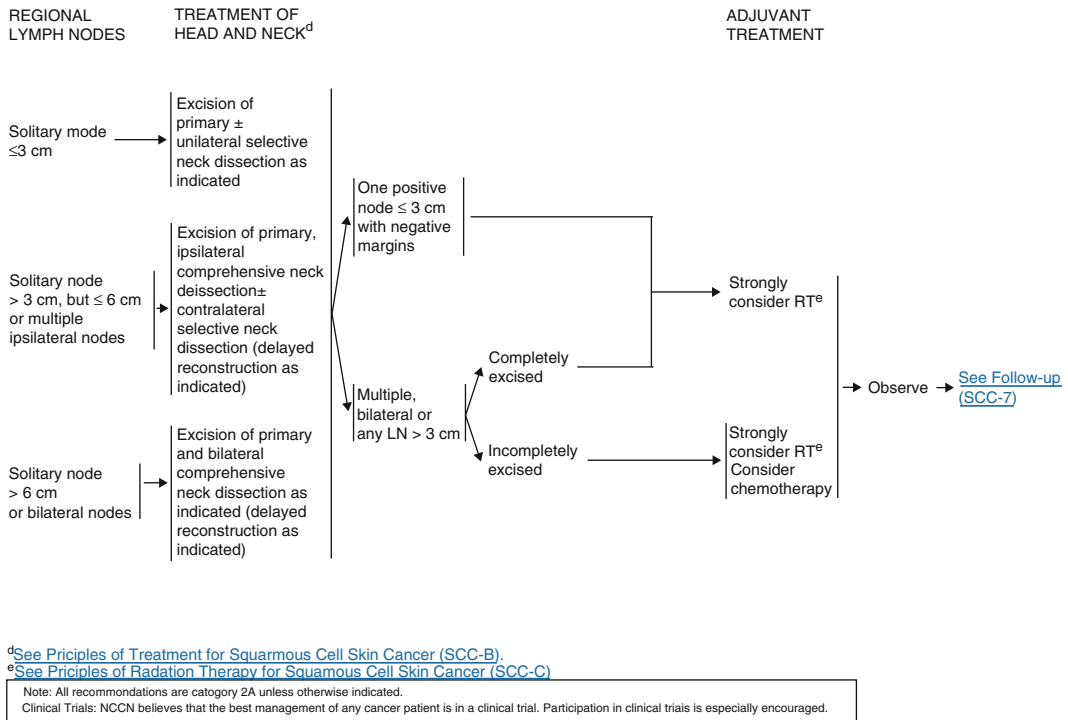 REGIONAL
LYMPH NODES
TREATMENT OF
HEAD AND NECKd
ADJUVANT
TREATMENT
Solitary mode
≤3 cm
Excision of
primary ±
unilateral selective
neck dissection as
indicated
Solitary node
> 3 cm, but ≤ 6 cm
or multiple
ipsilateral nodes
Excision of primary,
ipsilateral
comprehensive neck
deissection±
contralateral
selective neck
dissection (delayed
reconstruction as
indicated)
Solitary node
> 6 cm
or bilateral nodes
Excision of primary
and bilateral
comprehensive
neck dissection as
indicated (delayed
reconstruction as
indicated)
One positive
node ≤ 3 cm
with negative
margins
Multiple,
bilateral or
any LN > 3 cm
Completely
excised
Incompletely
excised
Strongly
consider RTe
Strongly
consider RTe
Consider
chemotherapy
Observe
See Follow-up
(SCC-7)
dSee Priciples of Treatment for Squarmous Cell Skin Cancer (SCC-B).
eSee Priciples of Radation Therapy for Squamous Cell Skin Cancer (SCC-C)
Note: All recommondations are catogory 2A unless otherwise indicated.
Clinical Trials: NCCN believes that the best management of any cancer patient is in a clinical trial. Participation in clinical triais is especially encouraged.